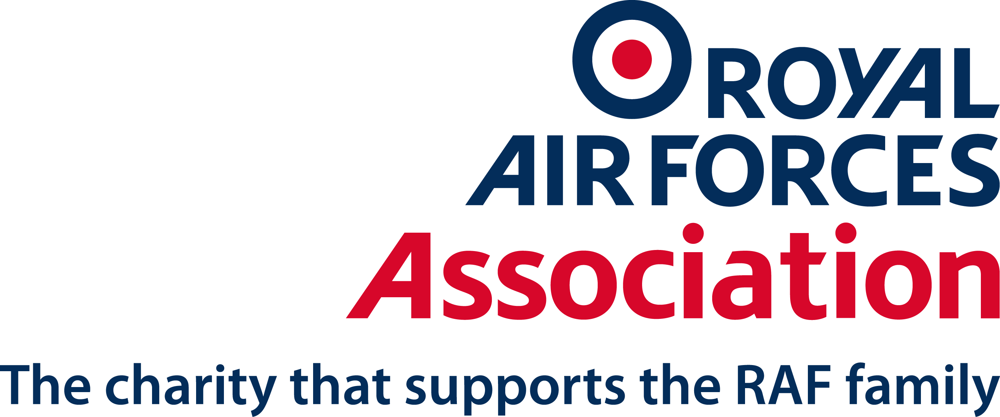 ROYAL
AIR FORCES
Association
The charity that supports the RAF family